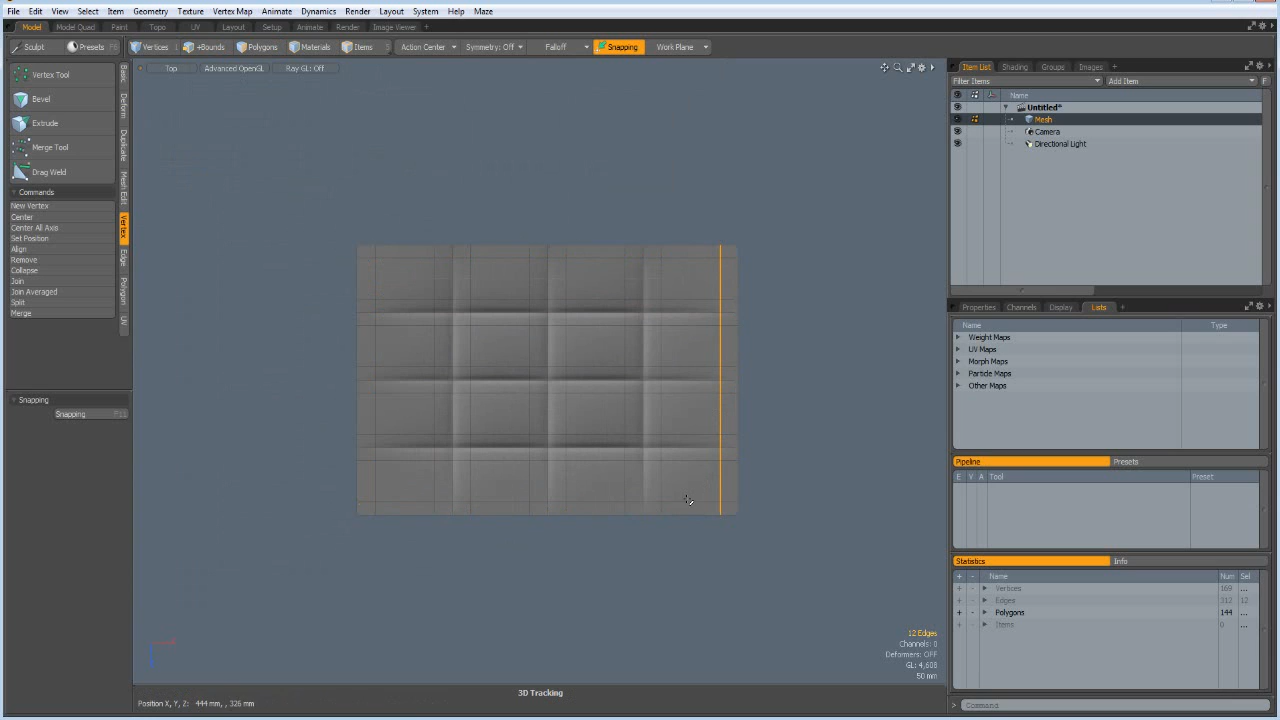 File Edit View Select Item Geometry Texture Vertex Map Animate Dynamics Render Layout System Help Maze
Model Model Quad Paint Topo UV Layout Setup Animate Render Image Viewer +
Sculpt Presets F6 Vertices +Bounds Polygons Materials Items Action Center Symmetry: Off Falloff Snapping Work Plane
Top Advanced OpenGL Ray GL: Off
Item List Shading Groups Images +
Filter Items Add Item F
Name
Untitled*
Mesh
Camera
Directional Light
Vertex Tool
Bevel
Extrude
Merge Tool
Drag Weld
Commands
New Vertex
Center
Center All Axis
Set Position
Align
Remove
Collapse
Join
Join Averaged
Split
Merge
Basic
Deform
Duplicate
Mesh Edit
Vertex
Edge
Polygon
UV
Snapping
Snapping F11
Properties Channels Display Lists +
Name Type
Weight Maps
UV Maps
Morph Maps
Particle Maps
Other Maps
Pipeline Presets
E V A Tool Preset
Statistics Info
+ - Name Num Sel
+ - Vertices 169 ...
+ - Edges 312 12
+ - Polygons 144 ...
+ - Items 0 ...
12 Edges
Channels: 0
Deformers: OFF
GL: 4,608
50 mm
3D Tracking
Position X, Y, Z: 444 mm, , 326 mm
> Command